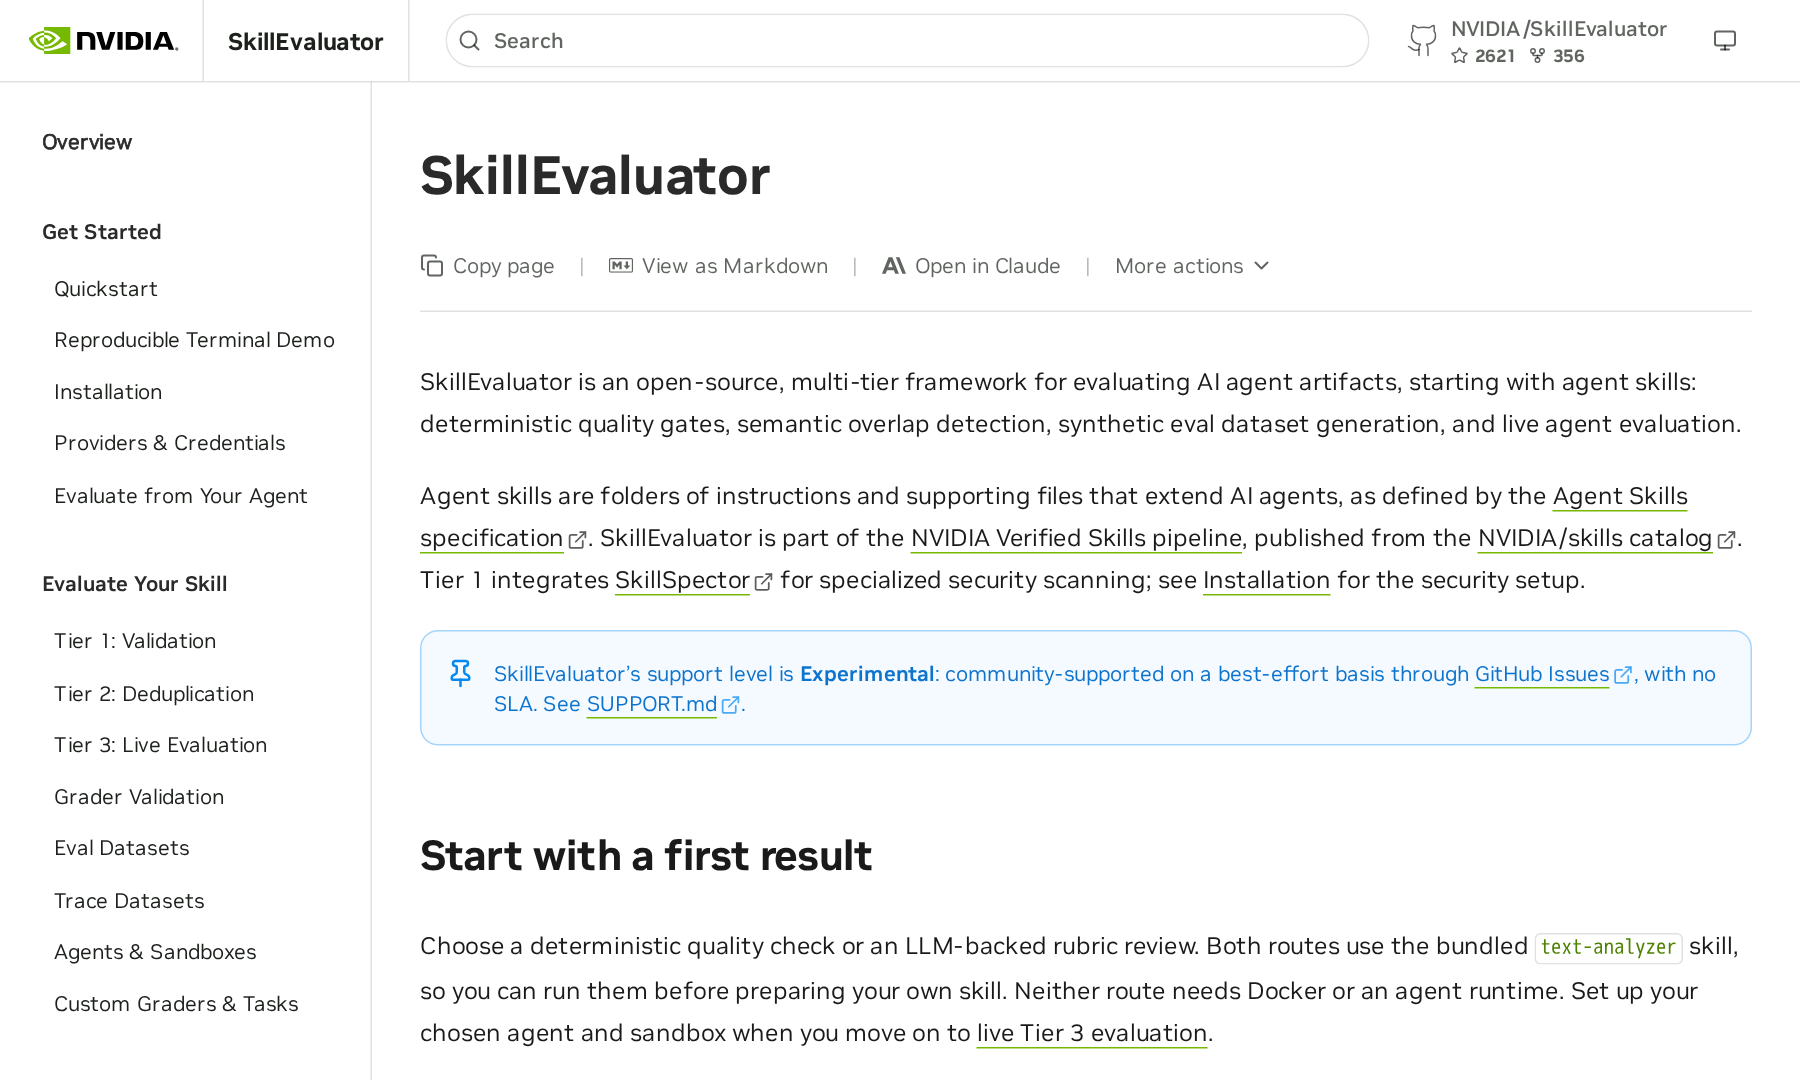 NVIDIA
SkillEvaluator
Search
NVIDIA/SkillEvaluator
2621 356
Overview
Get Started
Quickstart
Reproducible Terminal Demo
Installation
Providers & Credentials
Evaluate from Your Agent
Evaluate Your Skill
Tier 1: Validation
Tier 2: Deduplication
Tier 3: Live Evaluation
Grader Validation
Eval Datasets
Trace Datasets
Agents & Sandboxes
Custom Graders & Tasks
SkillEvaluator
Copy page | View as Markdown | Open in Claude | More actions
SkillEvaluator is an open-source, multi-tier framework for evaluating AI agent artifacts, starting with agent skills:
deterministic quality gates, semantic overlap detection, synthetic eval dataset generation, and live agent evaluation.
Agent skills are folders of instructions and supporting files that extend AI agents, as defined by the Agent Skills
specification. SkillEvaluator is part of the NVIDIA Verified Skills pipeline, published from the NVIDIA/skills catalog.
Tier 1 integrates SkillSpector for specialized security scanning; see Installation for the security setup.
SkillEvaluator’s support level is Experimental: community-supported on a best-effort basis through GitHub Issues, with no
SLA. See SUPPORT.md.
Start with a first result
Choose a deterministic quality check or an LLM-backed rubric review. Both routes use the bundled text-analyzer skill,
so you can run them before preparing your own skill. Neither route needs Docker or an agent runtime. Set up your
chosen agent and sandbox when you move on to live Tier 3 evaluation.